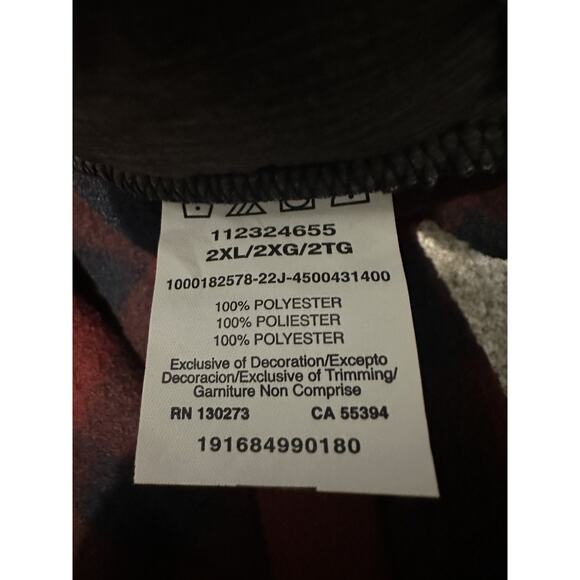 112324655
2XL/2XG/2TG
1000182578-22J-4500431400
100% POLYESTER
100% POLIESTER
100% POLYESTER
Exclusive of Decoration/Excepto
Decoracion/Exclusive of Trimming/
Garniture Non Comprise
RN 130273 CA 55394
191684990180